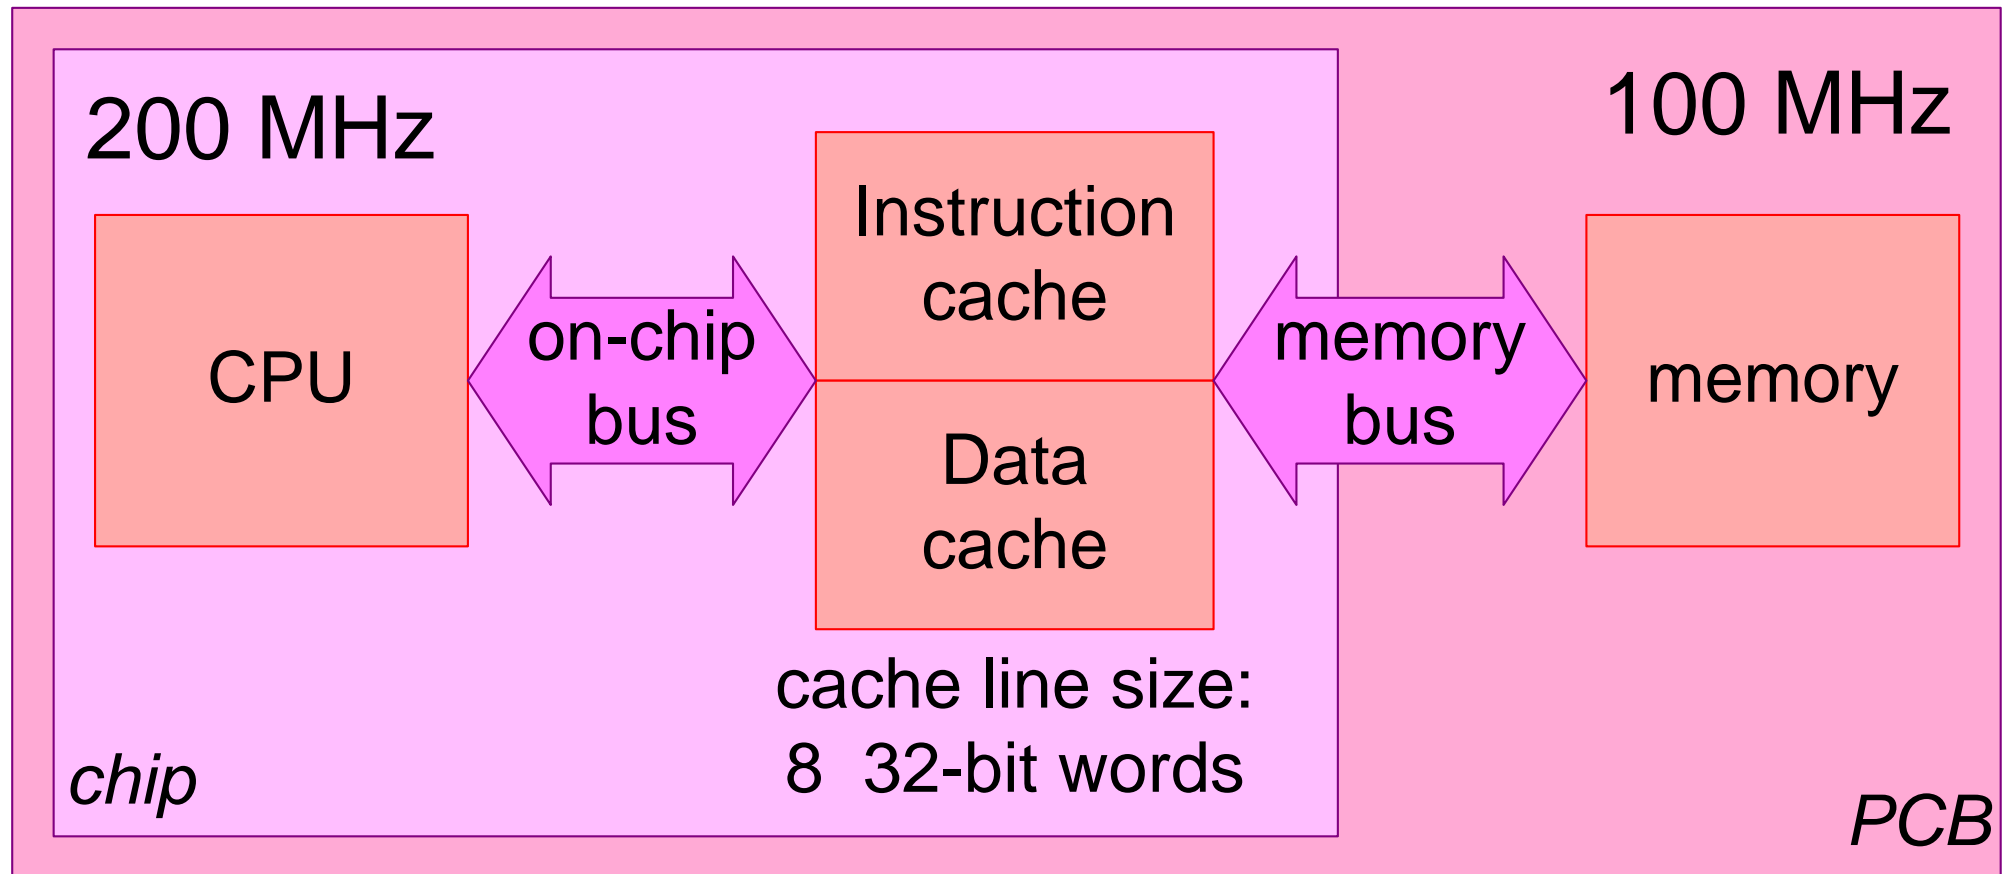 200 MHz
100 MHz
CPU
on-chip
bus
Instruction
cache
Data
cache
memory
bus
memory
cache line size:
8 32-bit words
chip
PCB